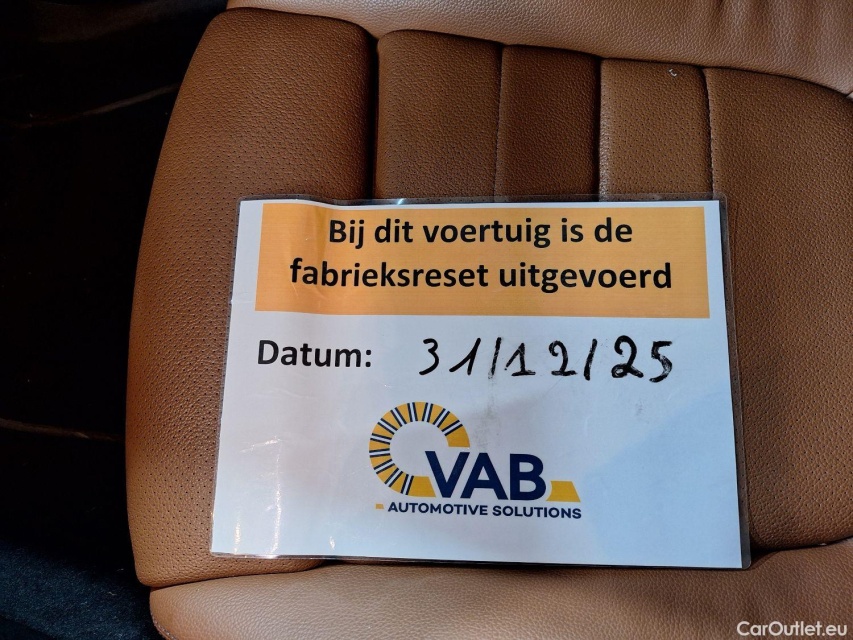 Bij dit voertuig is de
fabrieksreset uitgevoerd
Datum: 31/12/25
VAB
AUTOMOTIVE SOLUTIONS
CarOutlet.eu